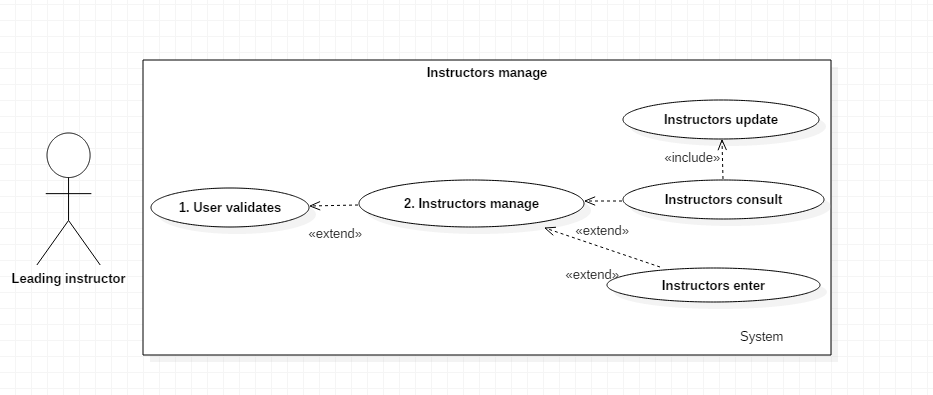 Instructors manage
Instructors update
«include»
1. User validates
2. Instructors manage
Instructors consult
«extend»
«extend»
«extend»
Leading instructor
Instructors enter
System